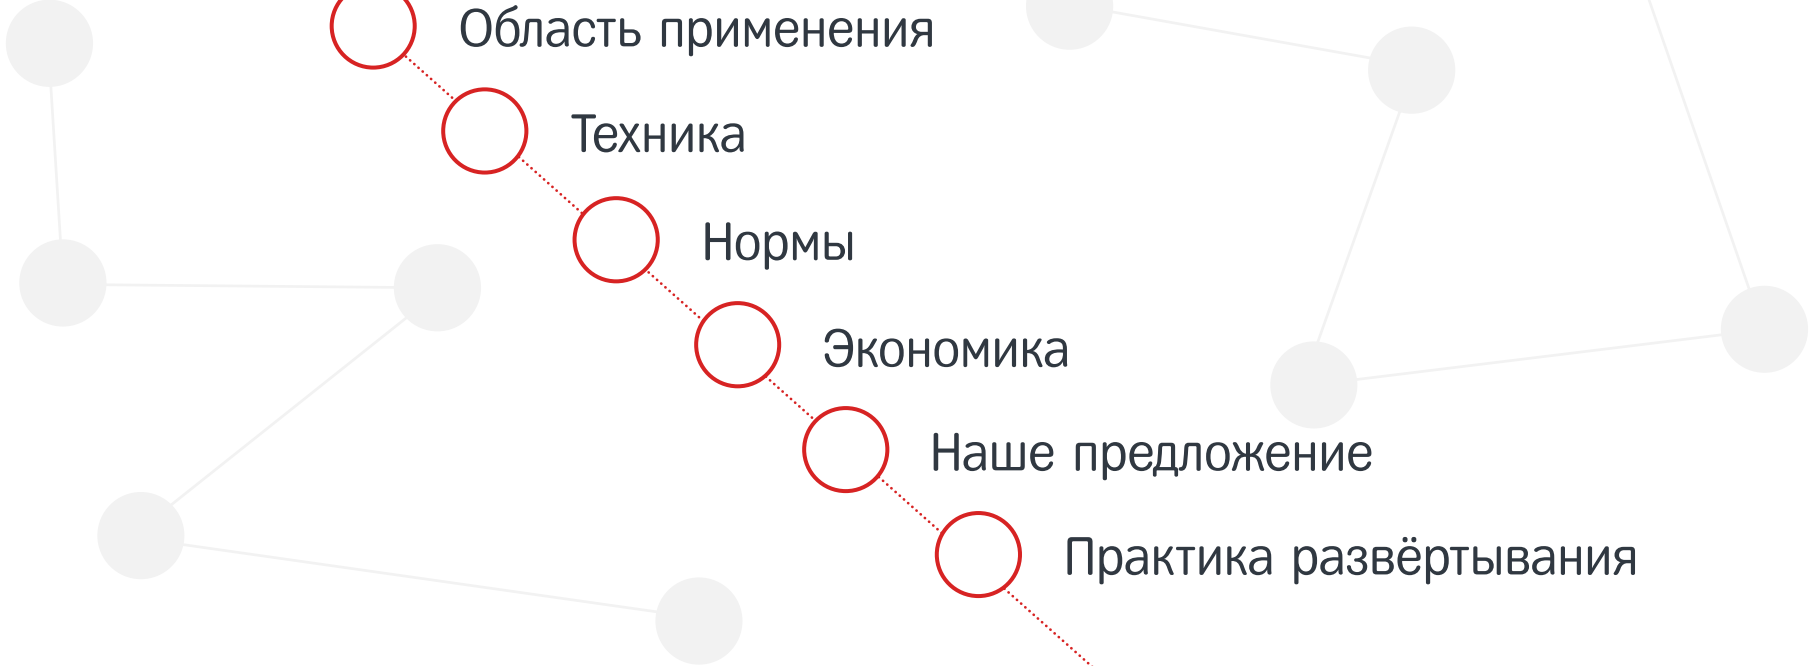 Область применения
Техника
Нормы
Экономика
Наше предложение
Практика развёртывания